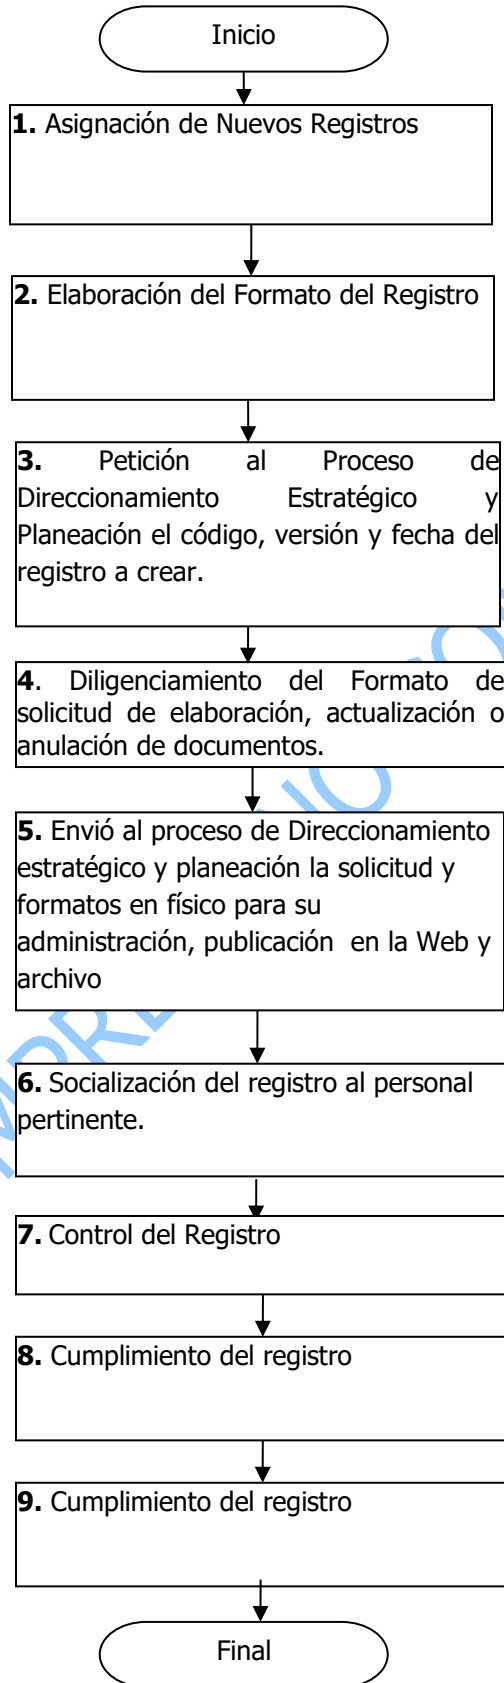 Inicio
1. Asignación de Nuevos Registros
2. Elaboración del Formato del Registro
3. Petición al Proceso de
Direccionamiento Estratégico y
Planeación el código, versión y fecha del
registro a crear.
4. Diligenciamiento del Formato de
solicitud de elaboración, actualización o
anulación de documentos.
5. Envió al proceso de Direccionamiento
estratégico y planeación la solicitud y
formatos en físico para su
administración, publicación en la Web y
archivo
6. Socialización del registro al personal
pertinente.
7. Control del Registro
8. Cumplimiento del registro
9. Cumplimiento del registro
Final